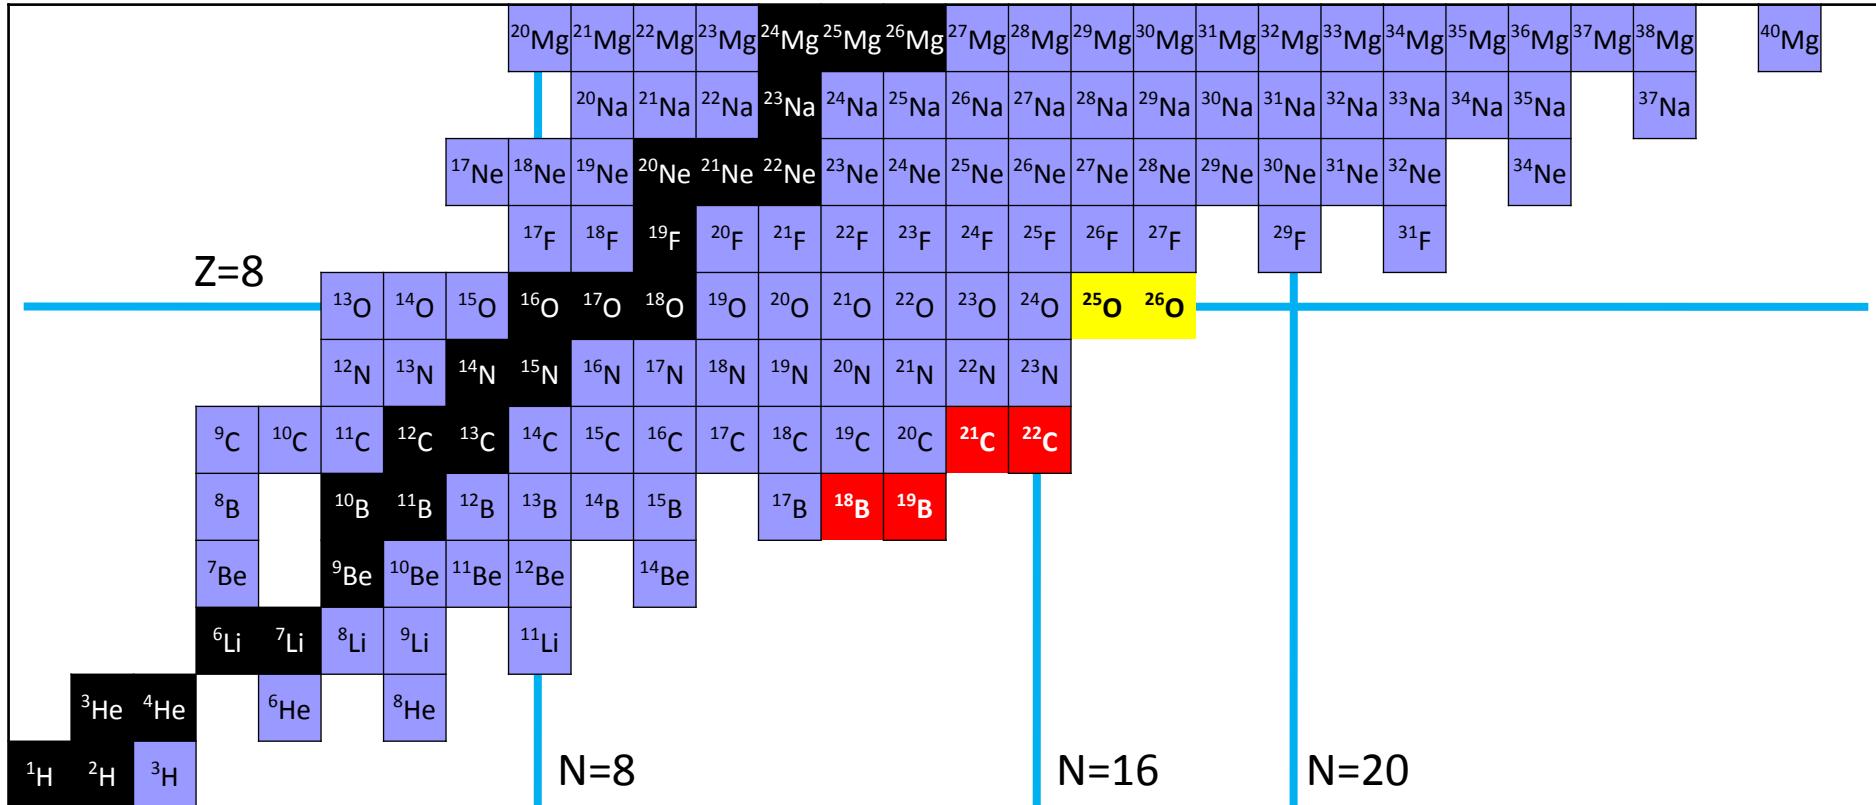 ²⁰Mg ²¹Mg ²²Mg ²³Mg ²⁴Mg ²⁵Mg ²⁶Mg ²⁷Mg ²⁸Mg ²⁹Mg ³⁰Mg ³¹Mg ³²Mg ³³Mg ³⁴Mg ³⁵Mg ³⁶Mg ³⁷Mg ³⁸Mg ⁴⁰Mg
²⁰Na ²¹Na ²²Na ²³Na ²⁴Na ²⁵Na ²⁶Na ²⁷Na ²⁸Na ²⁹Na ³⁰Na ³¹Na ³²Na ³³Na ³⁴Na ³⁵Na ³⁷Na
¹⁷Ne ¹⁸Ne ¹⁹Ne ²⁰Ne ²¹Ne ²²Ne ²³Ne ²⁴Ne ²⁵Ne ²⁶Ne ²⁷Ne ²⁸Ne ²⁹Ne ³⁰Ne ³¹Ne ³²Ne ³⁴Ne
¹⁷F ¹⁸F ¹⁹F ²⁰F ²¹F ²²F ²³F ²⁴F ²⁵F ²⁶F ²⁷F ²⁹F ³¹F
Z=8
¹³O ¹⁴O ¹⁵O ¹⁶O ¹⁷O ¹⁸O ¹⁹O ²⁰O ²¹O ²²O ²³O ²⁴O ²⁵O ²⁶O
¹²N ¹³N ¹⁴N ¹⁵N ¹⁶N ¹⁷N ¹⁸N ¹⁹N ²⁰N ²¹N ²²N ²³N
⁹C ¹⁰C ¹¹C ¹²C ¹³C ¹⁴C ¹⁵C ¹⁶C ¹⁷C ¹⁸C ¹⁹C ²⁰C ²¹C ²²C
⁸B ¹⁰B ¹¹B ¹²B ¹³B ¹⁴B ¹⁵B ¹⁷B ¹⁸B ¹⁹B
⁷Be ⁹Be ¹⁰Be ¹¹Be ¹²Be ¹⁴Be
⁶Li ⁷Li ⁸Li ⁹Li ¹¹Li
³He ⁴He ⁶He ⁸He
¹H ²H ³H N=8 N=16 N=20